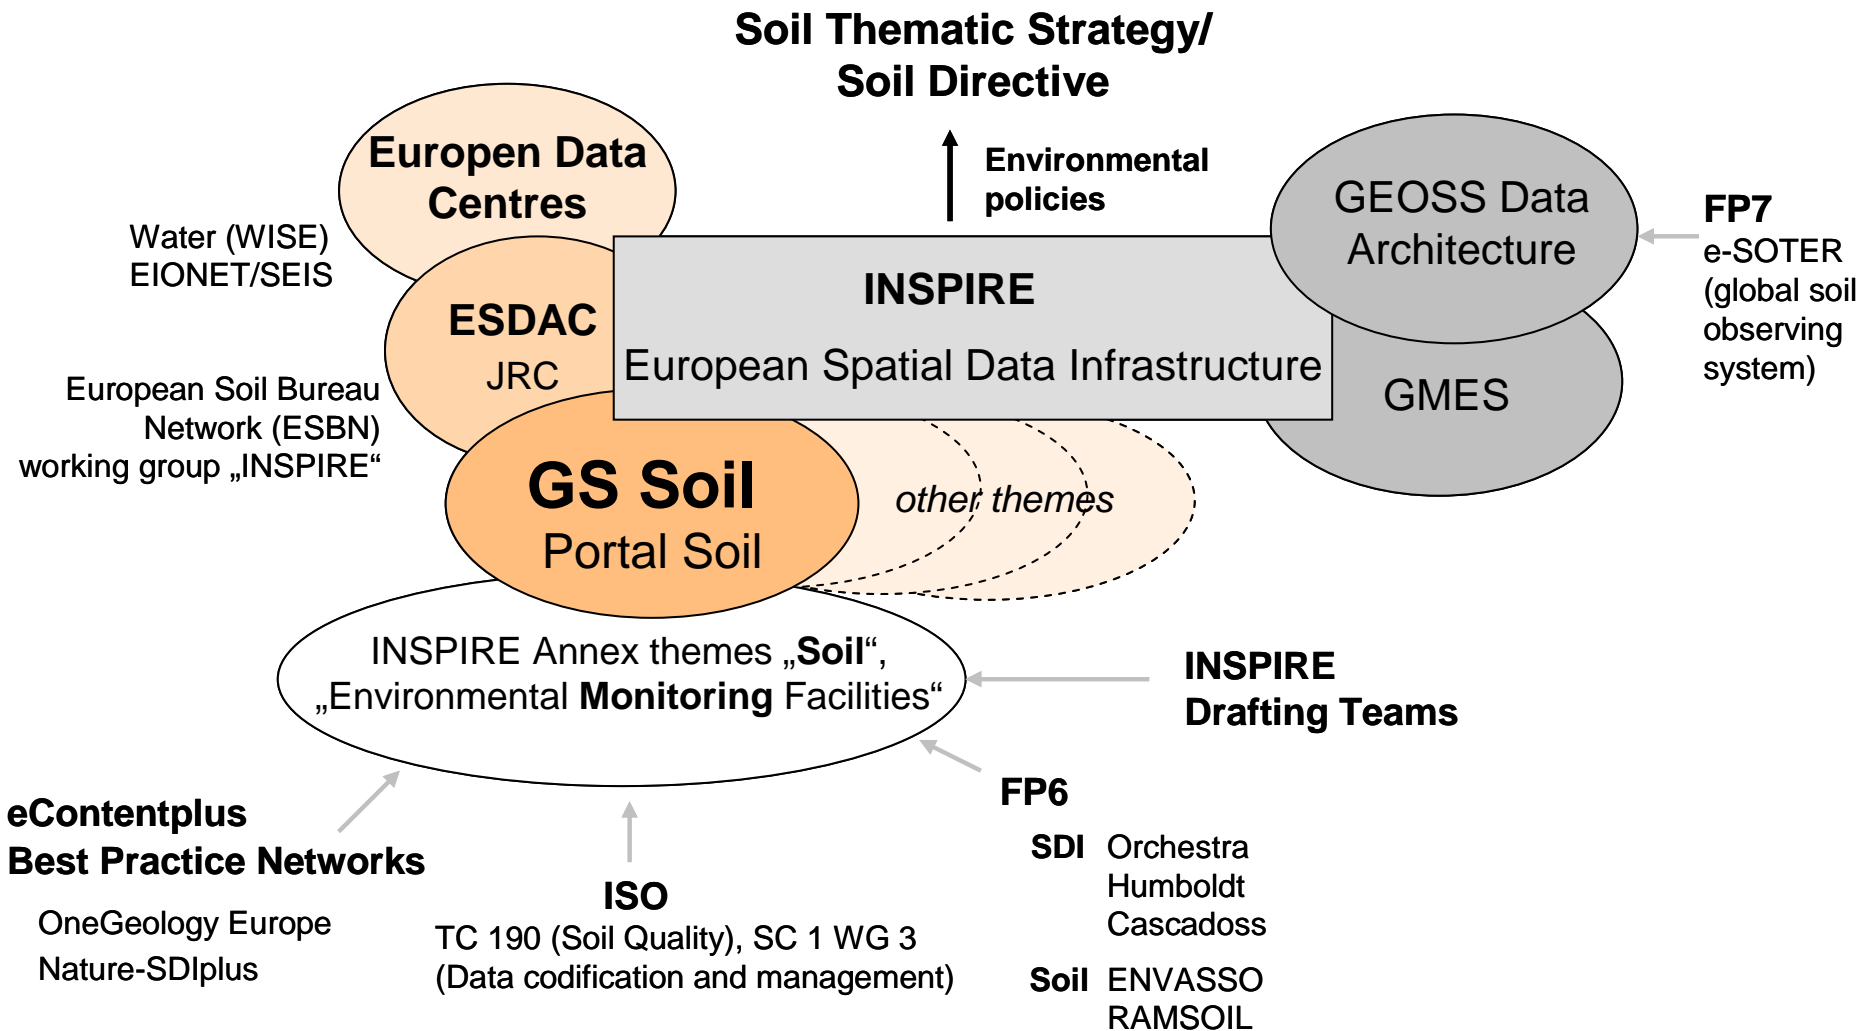 Soil Thematic Strategy/
Soil Directive
Environmental
policies
Europen Data
Centres
Water (WISE)
EIONET/SEIS
ESDAC
JRC
European Soil Bureau
Network (ESBN)
working group „INSPIRE“
INSPIRE
European Spatial Data Infrastructure
GEOSS Data
Architecture
GMES
FP7
e-SOTER
(global soil
observing
system)
GS Soil
Portal Soil
other themes
INSPIRE Annex themes „Soil“,
„Environmental Monitoring Facilities“
INSPIRE
Drafting Teams
eContentplus
Best Practice Networks
OneGeology Europe
Nature-SDIplus
ISO
TC 190 (Soil Quality), SC 1 WG 3
(Data codification and management)
FP6
SDI Orchestra
Humboldt
Cascadoss
Soil ENVASSO
RAMSOIL